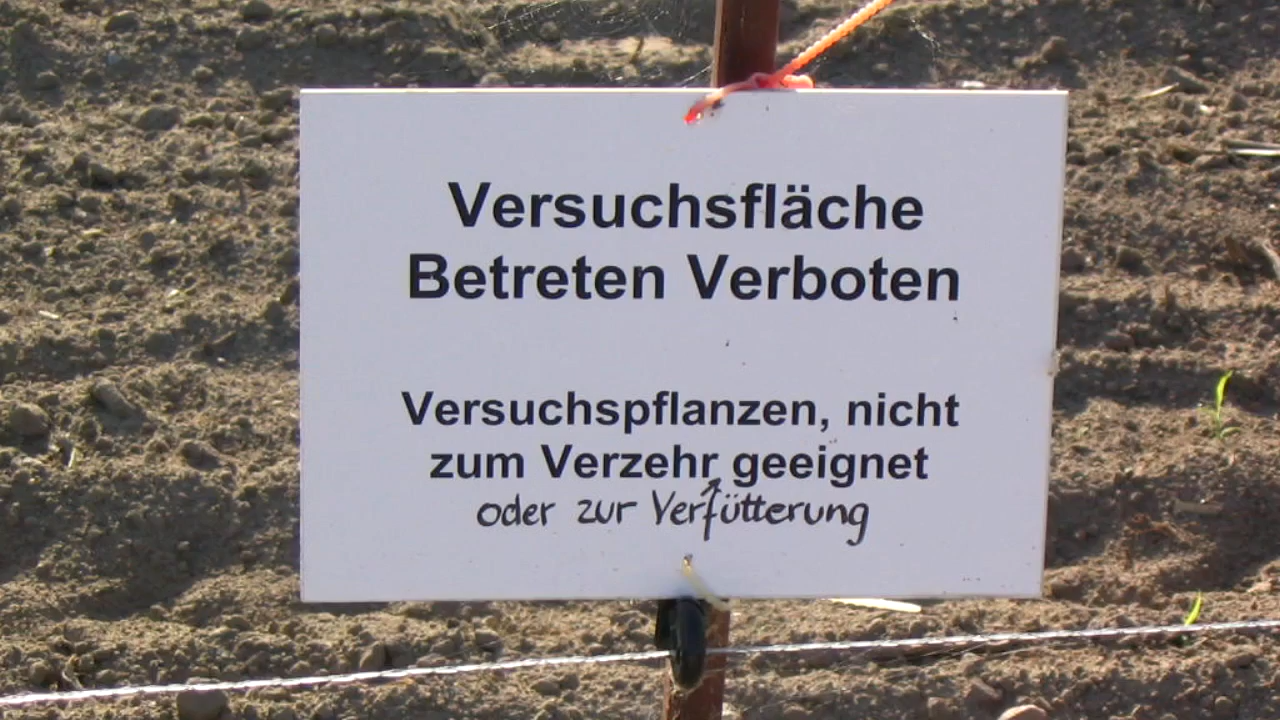 Versuchsfläche
Betreten Verboten
Versuchspflanzen, nicht
zum Verzehr geeignet
oder zur Verfütterung